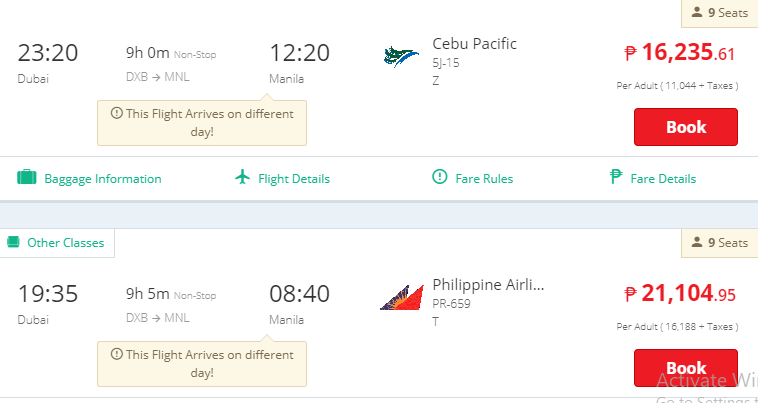 9 Seats
23:20 9h 0m Non-Stop 12:20 Cebu Pacific ₱ 16,235.61
Dubai DXB → MNL Manila 5J-15
Z Per Adult ( 11,044 + Taxes )
This Flight Arrives on different
day!
Book
Baggage Information Flight Details Fare Rules Fare Details
Other Classes 9 Seats
19:35 9h 5m Non-Stop 08:40 Philippine Airli... ₱ 21,104.95
Dubai DXB → MNL Manila PR-659
T Per Adult ( 16,188 + Taxes )
This Flight Arrives on different
day!
Book
Activate Wi
Go to Settings t